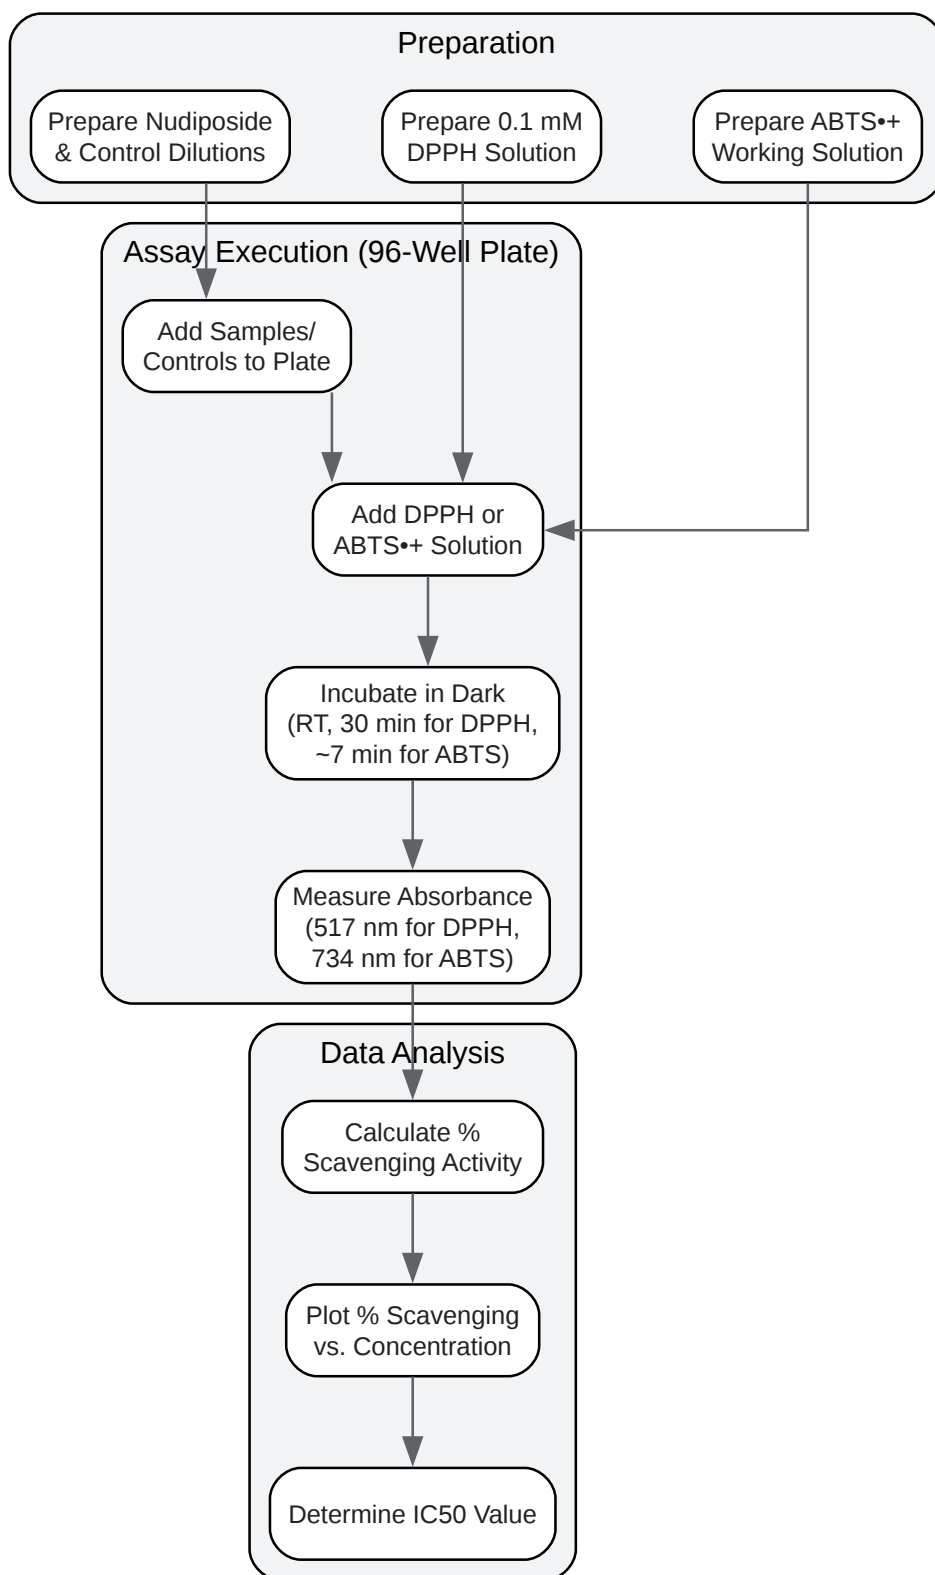 Preparation
Prepare Nudiposide
& Control Dilutions
Prepare 0.1 mM
DPPH Solution
Prepare ABTS•+
Working Solution
Assay Execution (96-Well Plate)
Add Samples/
Controls to Plate
Add DPPH or
ABTS•+ Solution
Incubate in Dark
(RT, 30 min for DPPH,
~7 min for ABTS)
Measure Absorbance
(517 nm for DPPH,
734 nm for ABTS)
Data Analysis
Calculate %
Scavenging Activity
Plot % Scavenging
vs. Concentration
Determine IC50 Value